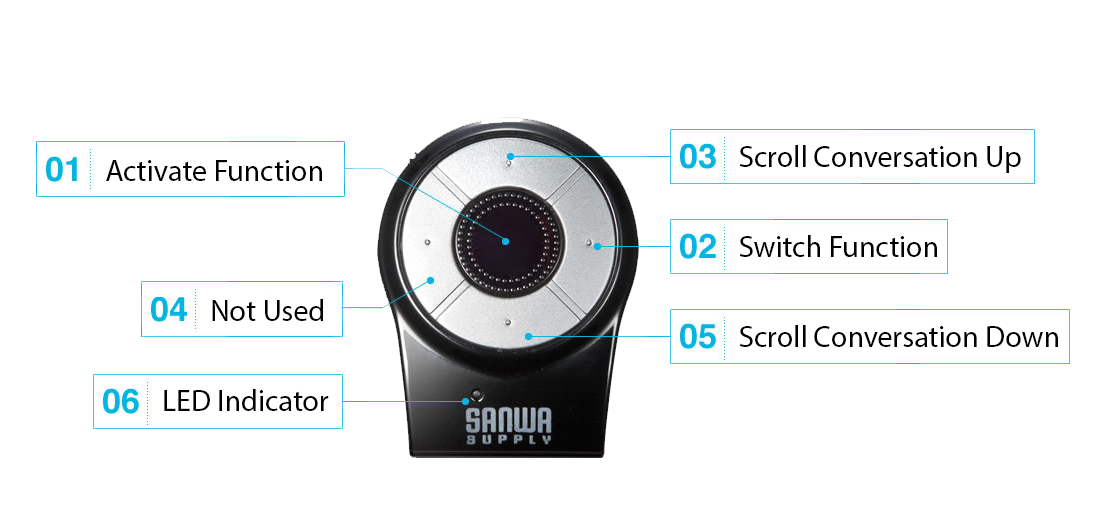 01 Activate Function
03 Scroll Conversation Up
02 Switch Function
04 Not Used
05 Scroll Conversation Down
06 LED Indicator
SANWA
SUPPLY